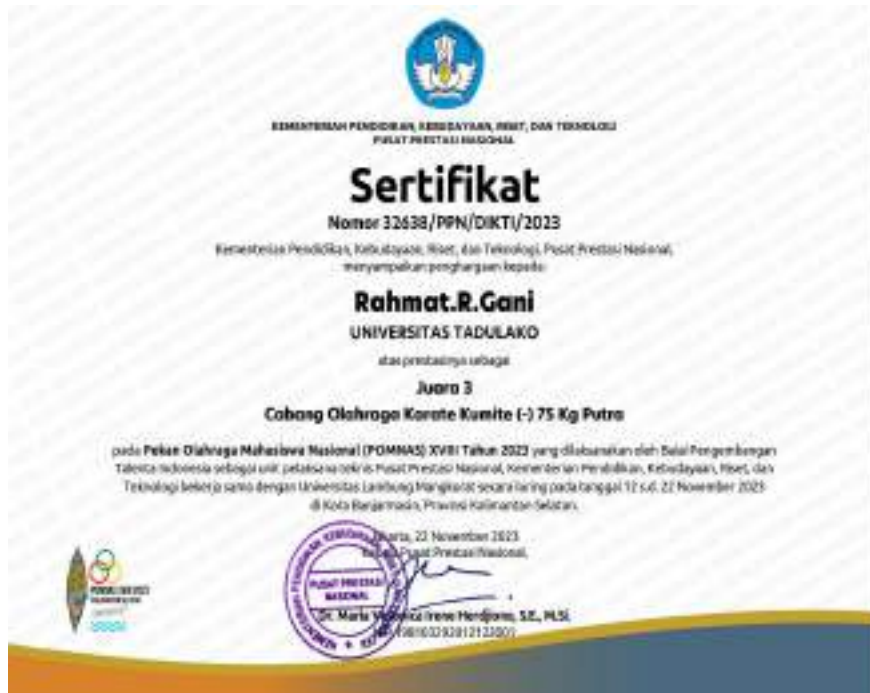 KEMENTERIAN PENDIDIKAN, KEBUDAYAAN, RISET, DAN TEKNOLOGI
PUSAT PRESTASI NASIONAL
Sertifikat
Nomor 32638/PPN/DIKTI/2023
Kementerian Pendidikan, Kebudayaan, Riset, dan Teknologi, Pusat Prestasi Nasional,
menyampaikan penghargaan kepada
Rahmat.R.Gani
UNIVERSITAS TADULAKO
atas prestasinya sebagai
Juara 3
Cabang Olahraga Karate Kumite (-) 75 Kg Putra
pada Pekan Olahraga Mahasiswa Nasional (POMNAS) XVIII Tahun 2023 yang dilaksanakan oleh Balai Pengembangan
Talenta Indonesia sebagai unit pelaksana teknis Pusat Prestasi Nasional, Kementerian Pendidikan, Kebudayaan, Riset, dan
Teknologi bekerja sama dengan Universitas Lambung Mangkurat secara luring pada tanggal 12 s.d. 22 November 2023
di Kota Banjarmasin, Provinsi Kalimantan Selatan.
Jakarta, 22 November 2023
Kepala Pusat Prestasi Nasional,
PUSAT PRESTASI
NASIONAL
Dr. Maria Veronica Irene Herdjiono, S.E., M.Si.